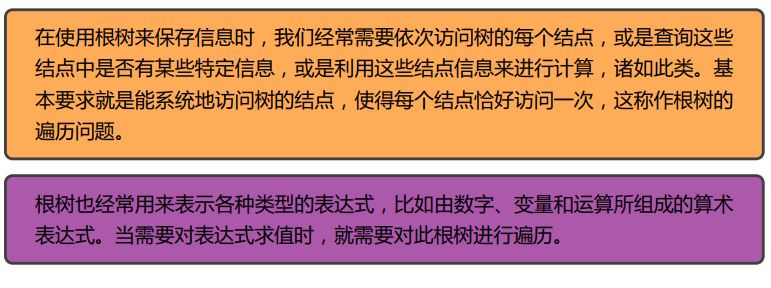 在使用根树来保存信息时，我们经常需要依次访问树的每个结点，或是查询这些
结点中是否有某些特定信息，或是利用这些结点信息来进行计算，诸如此类。基
本要求就是能系统地访问树的结点，使得每个结点恰好访问一次，这称作根树的
遍历问题。
根树也经常用来表示各种类型的表达式，比如由数字、变量和运算所组成的算术
表达式。当需要对表达式求值时，就需要对此根树进行遍历。